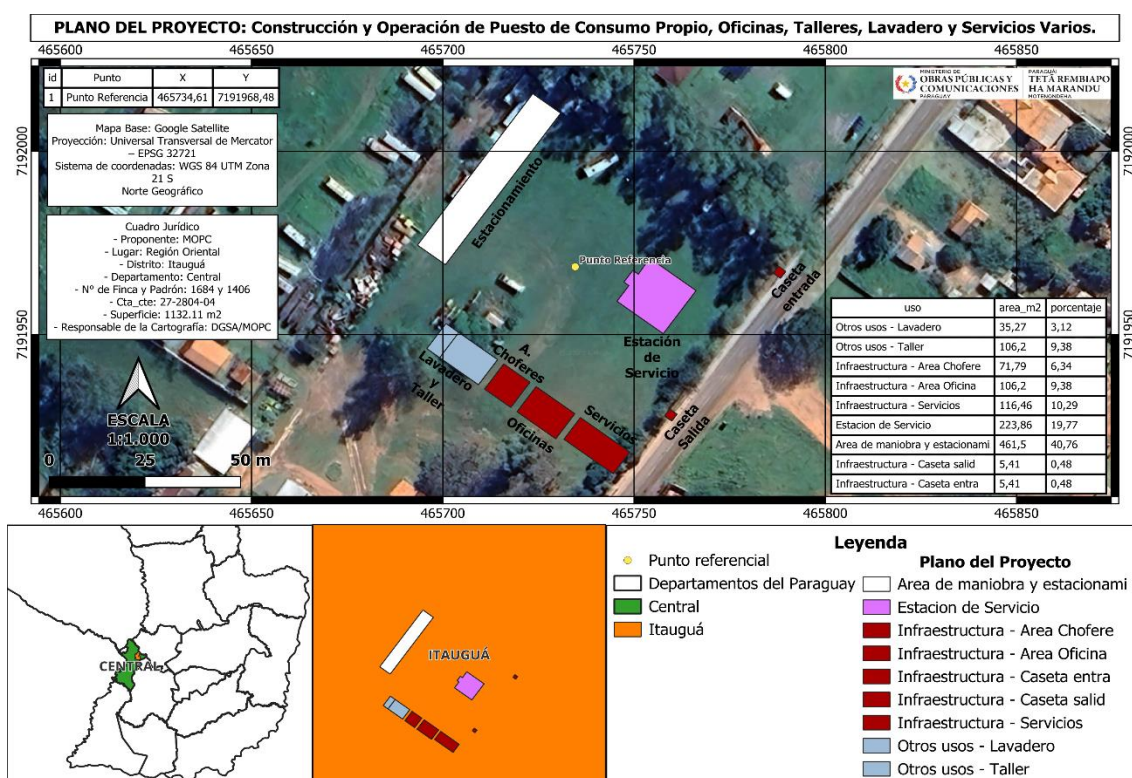 PLANO DEL PROYECTO: Construcción y Operación de Puesto de Consumo Propio, Oficinas, Talleres, Lavadero y Servicios Varios.
465600 465650 465700 465750 465800 465850
id Punto X Y
1 Punto Referencia 465734,61 7191968,48
MINISTERIO DE
OBRAS PÚBLICAS Y
COMUNICACIONES
PARAGUAY
PARAGUÁI
TETÃ REMBIAPO
HA MARANDU
MOTENONDEHA
Mapa Base: Google Satellite
Proyección: Universal Transversal de Mercator
– EPSG 32721
Sistema de coordenadas: WGS 84 UTM Zona
21 S
Norte Geográfico
7192000
7192000
Cuadro Jurídico
- Proponente: MOPC
- Lugar: Región Oriental
- Distrito: Itauguá
- Departamento: Central
- N° de Finca y Padrón: 1684 y 1406
- Cta_cte: 27-2804-04
- Superficie: 1132.11 m2
- Responsable de la Cartografía: DGSA/MOPC
7191950
7191950
Estacionamiento
Punto Referencia
Caseta
entrada
Estación
de
Servicio
A.
Choferes
Lavadero
y
Taller
Oficinas
Servicios
Caseta
Salida
ESCALA
1:1.000
0 25 50 m
uso area_m2 porcentaje
Otros usos - Lavadero 35,27 3,12
Otros usos - Taller 106,2 9,38
Infraestructura - Area Chofere 71,79 6,34
Infraestructura - Area Oficina 106,2 9,38
Infraestructura - Servicios 116,46 10,29
Estacion de Servicio 223,86 19,77
Area de maniobra y estacionami 461,5 40,76
Infraestructura - Caseta salid 5,41 0,48
Infraestructura - Caseta entra 5,41 0,48
465600 465650 465700 465750 465800 465850
CENTRAL
ITAUGUÁ
Leyenda
Punto referencial
Departamentos del Paraguay
Central
Itauguá
Plano del Proyecto
Area de maniobra y estacionami
Estacion de Servicio
Infraestructura - Area Chofere
Infraestructura - Area Oficina
Infraestructura - Caseta entra
Infraestructura - Caseta salid
Infraestructura - Servicios
Otros usos - Lavadero
Otros usos - Taller